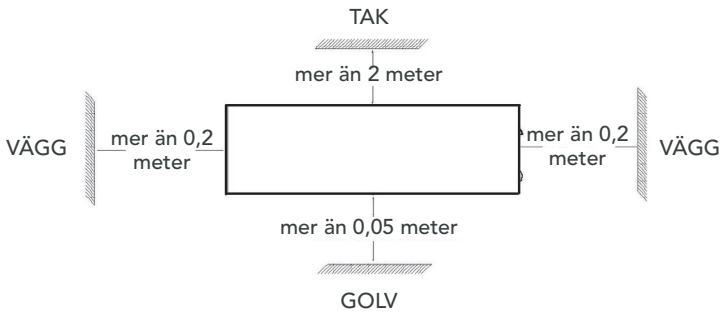 TAK
mer än 2 meter
VÄGG
mer än 0,2
meter
mer än 0,2
meter
VÄGG
mer än 0,05 meter
GOLV